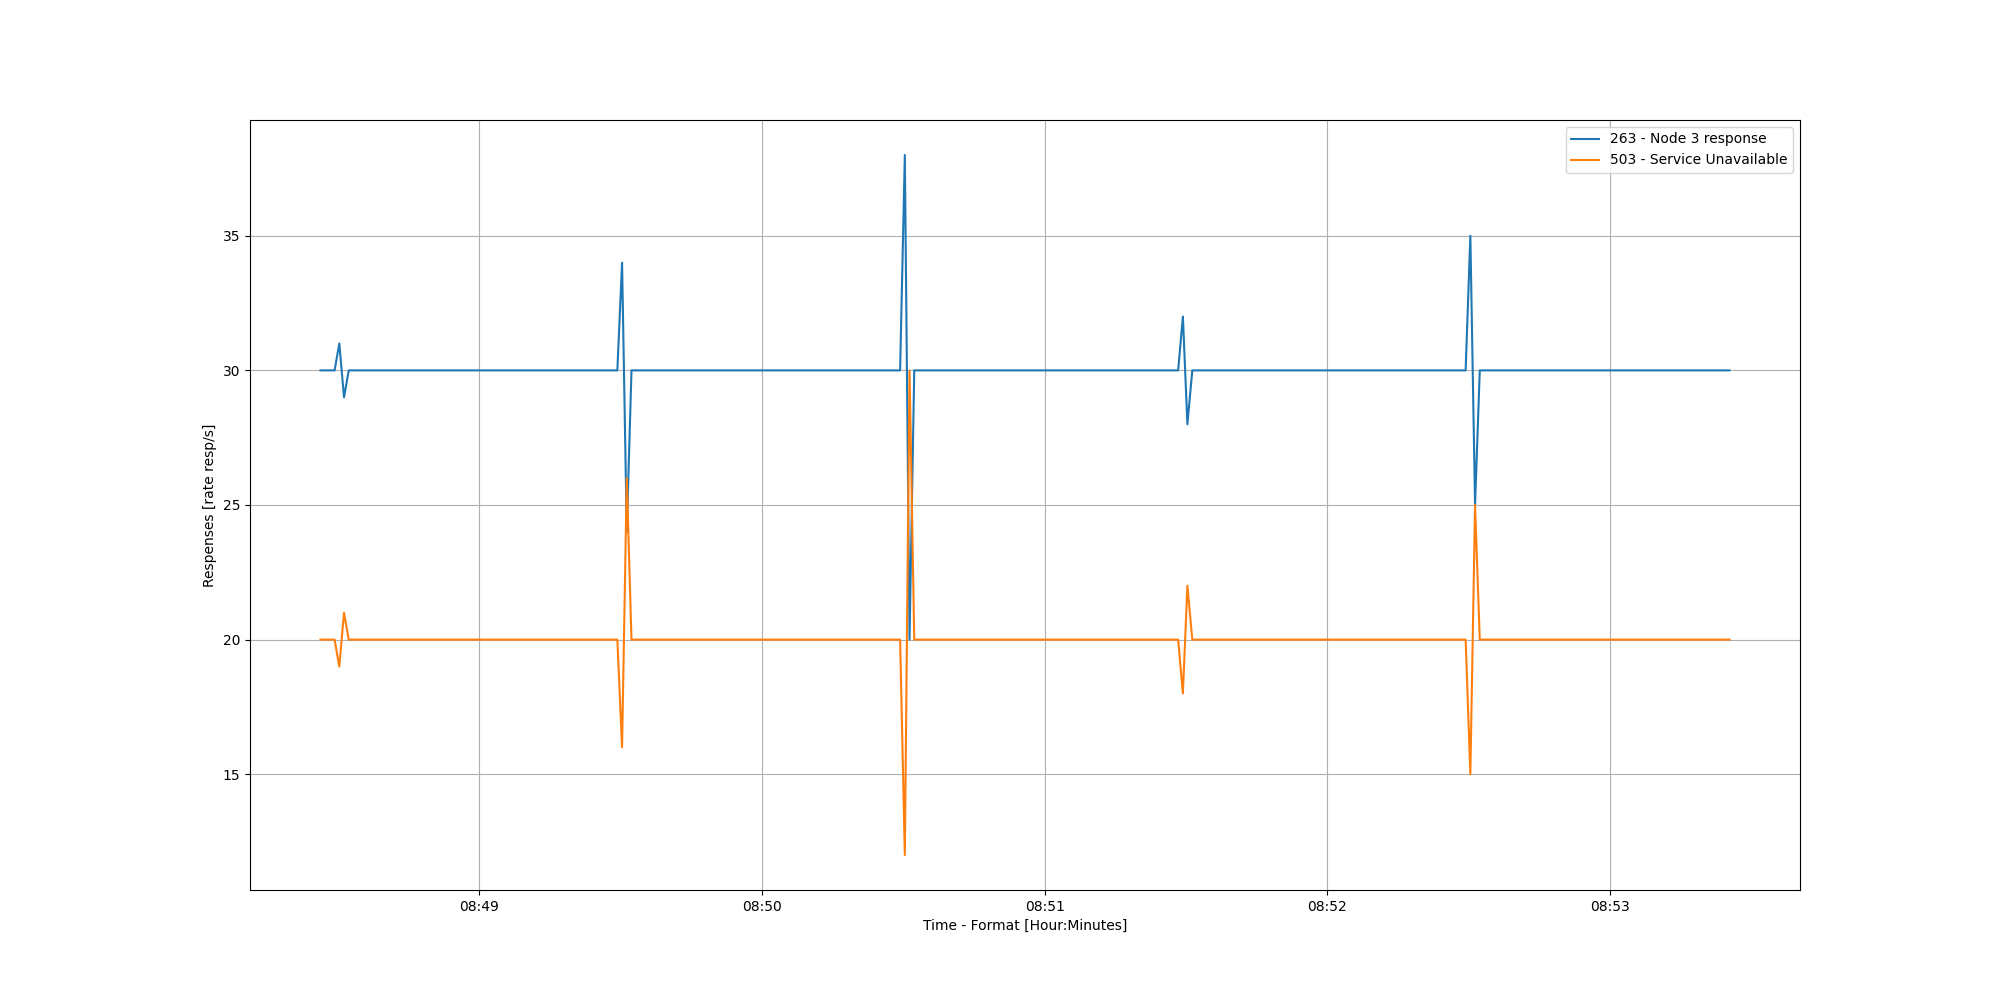 263 - Node 3 response
503 - Service Unavailable
35
30
25
20
15
Respenses [rate resp/s]
08:49 08:50 08:51 08:52 08:53
Time - Format [Hour:Minutes]